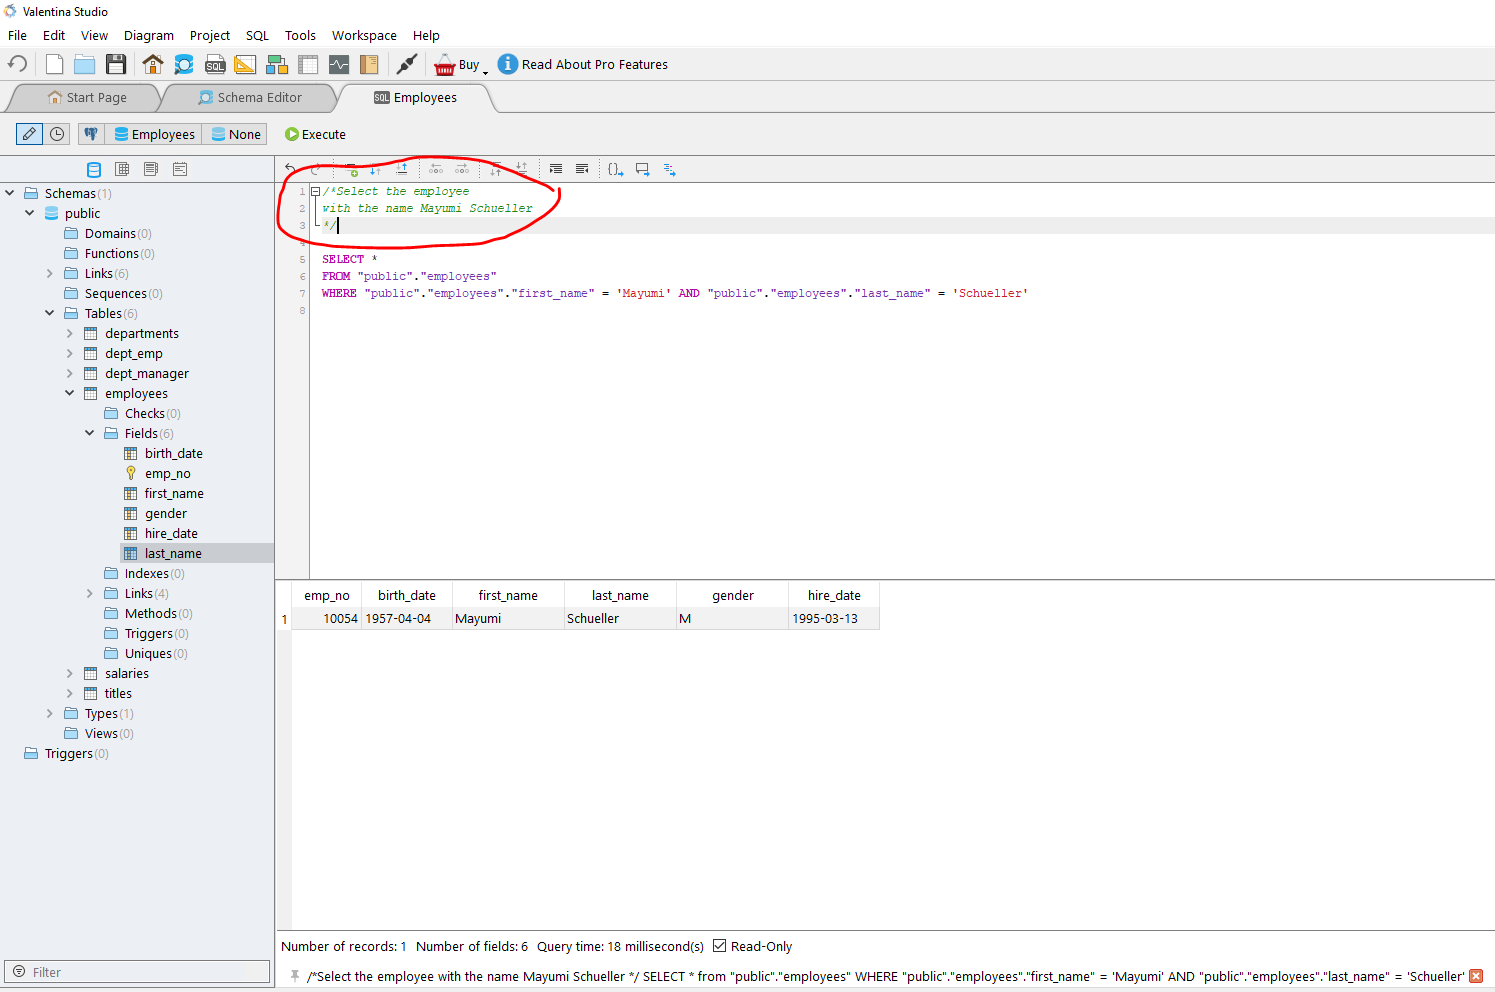 Valentina Studio
File Edit View Diagram Project SQL Tools Workspace Help
SQL Buy Read About Pro Features
Start Page Schema Editor SQL Employees
Employees None Execute
Schemas (1)
public
Domains (0)
Functions (0)
Links (6)
Sequences (0)
Tables (6)
departments
dept_emp
dept_manager
employees
Checks (0)
Fields (6)
birth_date
emp_no
first_name
gender
hire_date
last_name
Indexes (0)
Links (4)
Methods (0)
Triggers (0)
Uniques (0)
salaries
titles
Types (1)
Views (0)
Triggers (0)
Filter
1 /*Select the employee
2 with the name Mayumi Schueller
3 */
4
5 SELECT *
6 FROM "public"."employees"
7 WHERE "public"."employees"."first_name" = 'Mayumi' AND "public"."employees"."last_name" = 'Schueller'
8
emp_no birth_date first_name last_name gender hire_date
1 10054 1957-04-04 Mayumi Schueller M 1995-03-13
Number of records: 1 Number of fields: 6 Query time: 18 millisecond(s) Read-Only
/*Select the employee with the name Mayumi Schueller */ SELECT * from "public"."employees" WHERE "public"."employees"."first_name" = 'Mayumi' AND "public"."employees"."last_name" = 'Schueller'